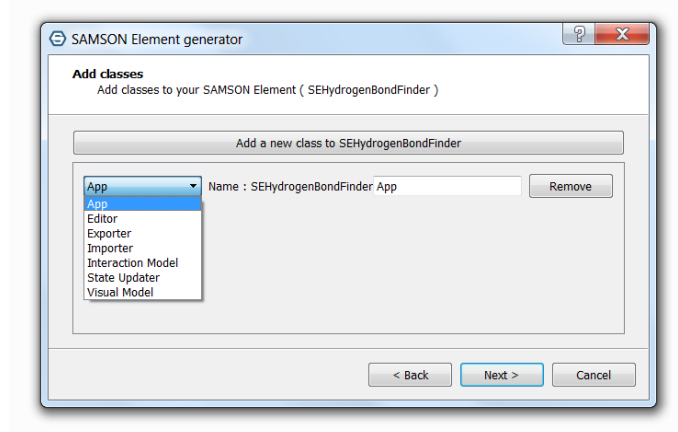 SAMSON Element generator
Add classes
Add classes to your SAMSON Element ( SEHydrogenBondFinder )
Add a new class to SEHydrogenBondFinder
App Name : SEHydrogenBondFinder App Remove
App
Editor
Exporter
Importer
Interaction Model
State Updater
Visual Model
< Back Next > Cancel